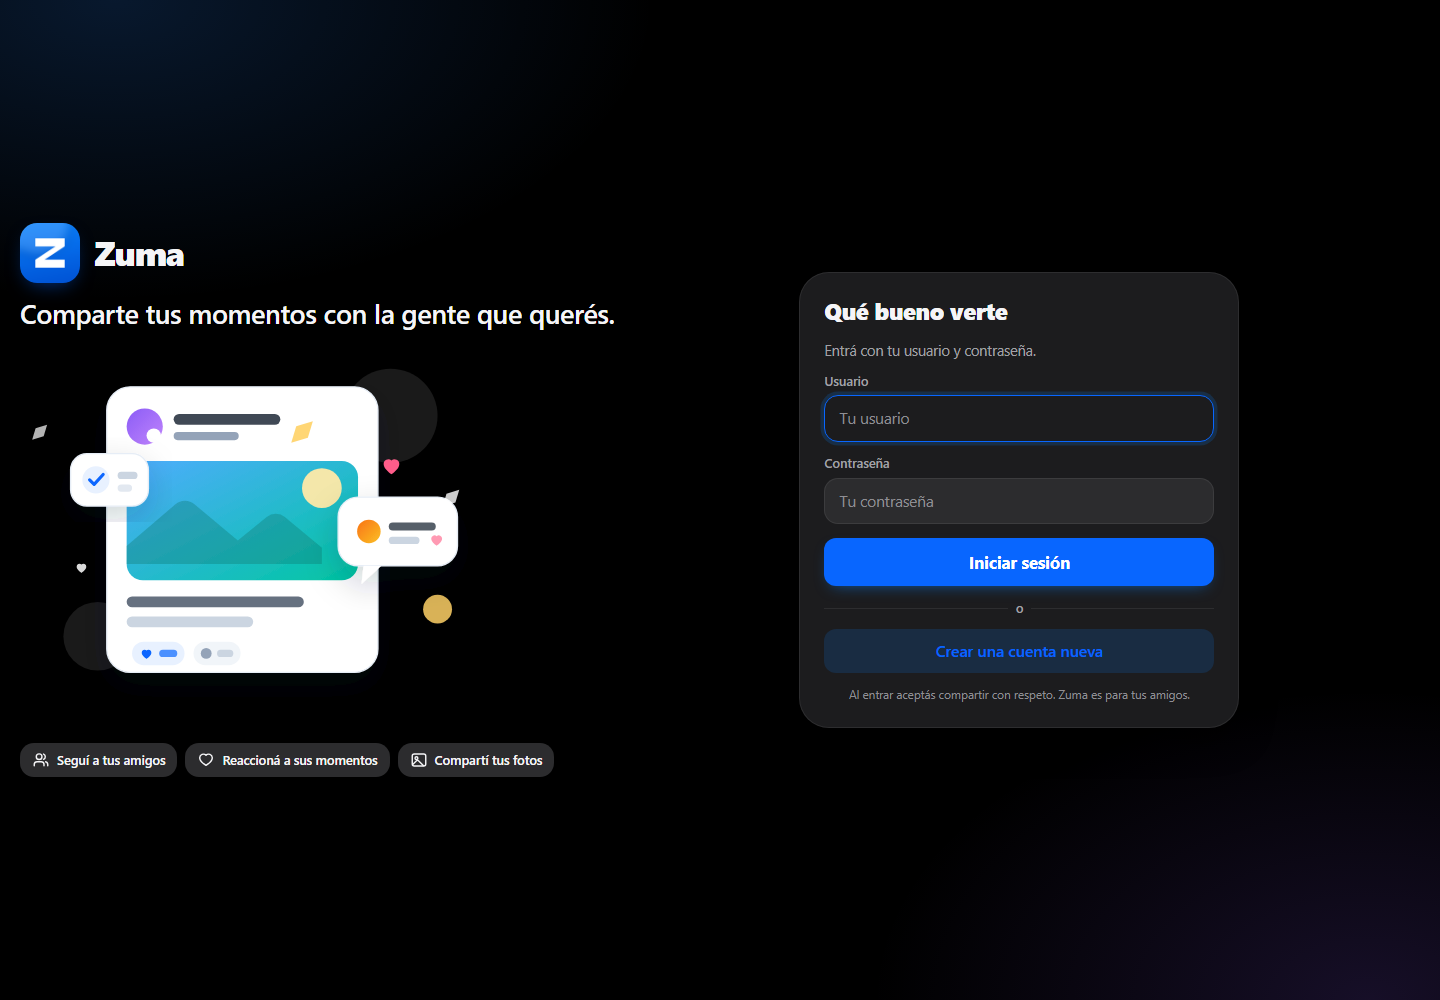 Z Zuma
Comparte tus momentos con la gente que querés.
Seguí a tus amigos
Reaccioná a sus momentos
Compartí tus fotos
Qué bueno verte
Entrá con tu usuario y contraseña.
Usuario
Tu usuario
Contraseña
Tu contraseña
Iniciar sesión
o
Crear una cuenta nueva
Al entrar aceptás compartir con respeto. Zuma es para tus amigos.